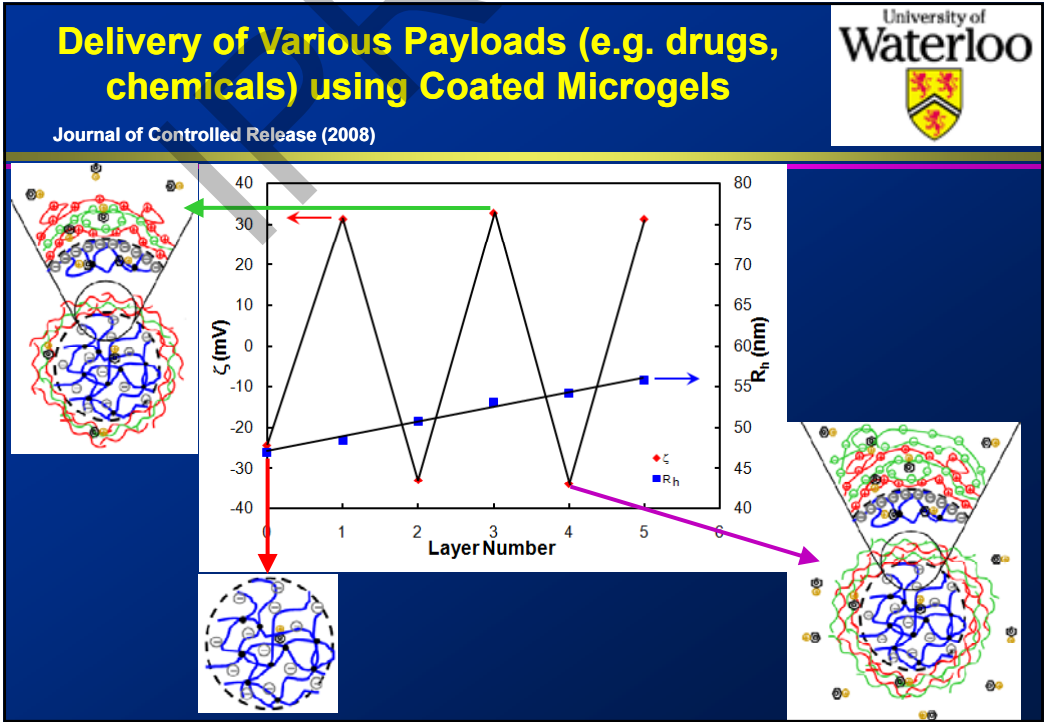 Delivery of Various Payloads (e.g. drugs,
chemicals) using Coated Microgels
Journal of Controlled Release (2008)
University of
Waterloo
40
30
20
10
0
-10
-20
-30
-40
ζ (mV)
80
75
70
65
60
55
50
45
40
Rh (nm)
ζ
Rh
0 1 2 3 4 5 6
Layer Number